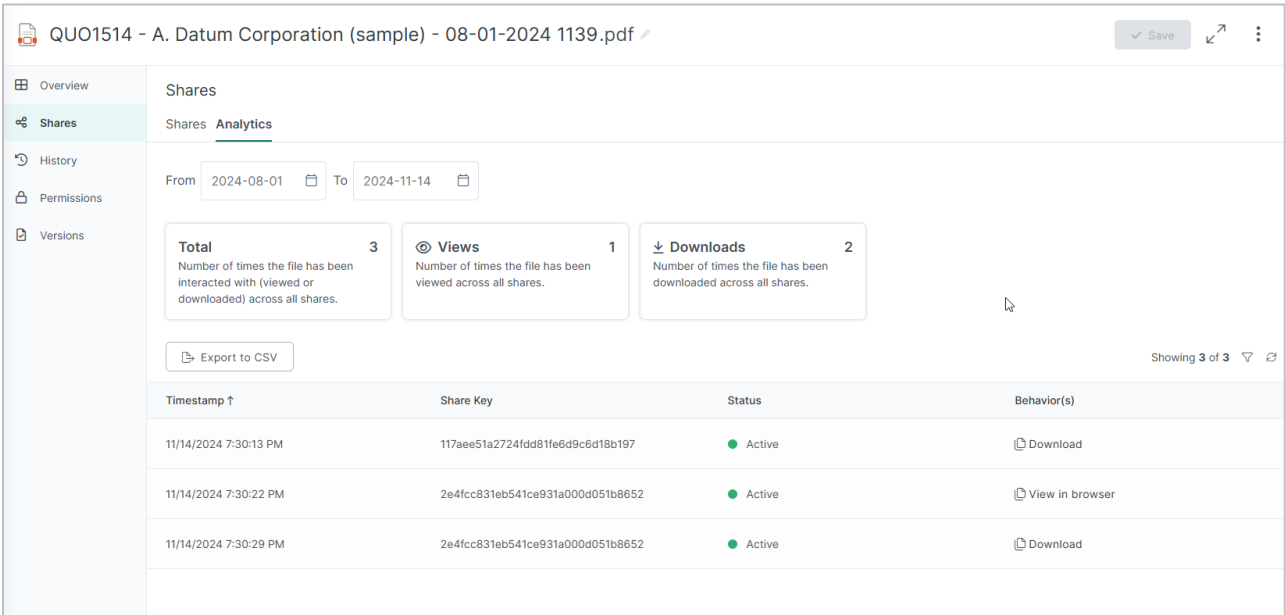 QUO1514 - A. Datum Corporation (sample) - 08-01-2024 1139.pdf
Save
Overview
Shares
History
Permissions
Versions
Shares
Shares Analytics
From 2024-08-01 To 2024-11-14
Total 3
Number of times the file has been
interacted with (viewed or
downloaded) across all shares.
Views 1
Number of times the file has been
viewed across all shares.
Downloads 2
Number of times the file has been
downloaded across all shares.
Export to CSV
Showing 3 of 3
Timestamp Share Key Status Behavior(s)
11/14/2024 7:30:13 PM 117aee51a2724fdd81fe6d9c6d18b197 Active Download
11/14/2024 7:30:22 PM 2e4fcc831eb541ce931a000d051b8652 Active View in browser
11/14/2024 7:30:29 PM 2e4fcc831eb541ce931a000d051b8652 Active Download